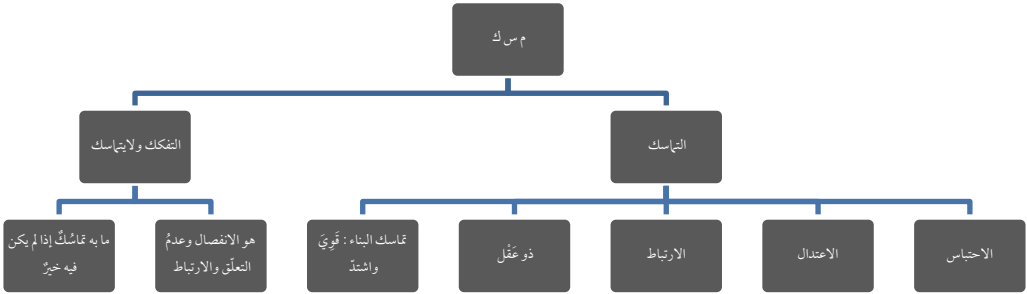 م س ك
التماسك
التفكك ولايتماسك
الاحتباس
الاعتدال
الارتباط
ذو عَقْل
تماسك البناء : قَوِيَ
واشتدّ
هو الانفصال وعدمُ
التعلّق والارتباط
ما به تماسُكٌ إذا لم يكن
فيه خيرٌ